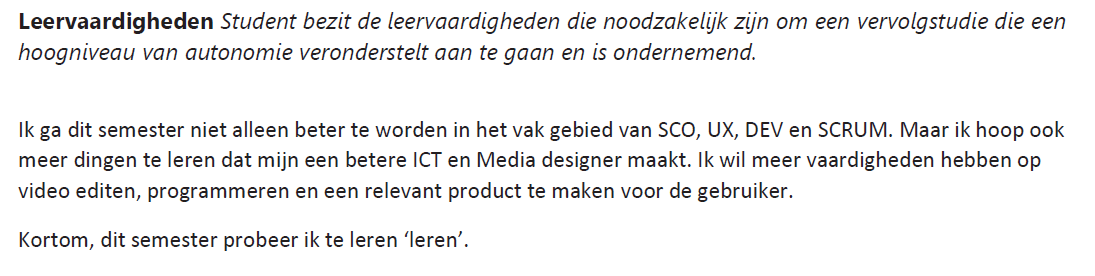 Leervaardigheden Student bezit de leervaardigheden die noodzakelijk zijn om een vervolgstudie die een
hoogniveau van autonomie veronderstelt aan te gaan en is ondernemend.
Ik ga dit semester niet alleen beter te worden in het vak gebied van SCO, UX, DEV en SCRUM. Maar ik hoop ook
meer dingen te leren dat mijn een betere ICT en Media designer maakt. Ik wil meer vaardigheden hebben op
video editen, programmeren en een relevant product te maken voor de gebruiker.
Kortom, dit semester probeer ik te leren ‘leren’.